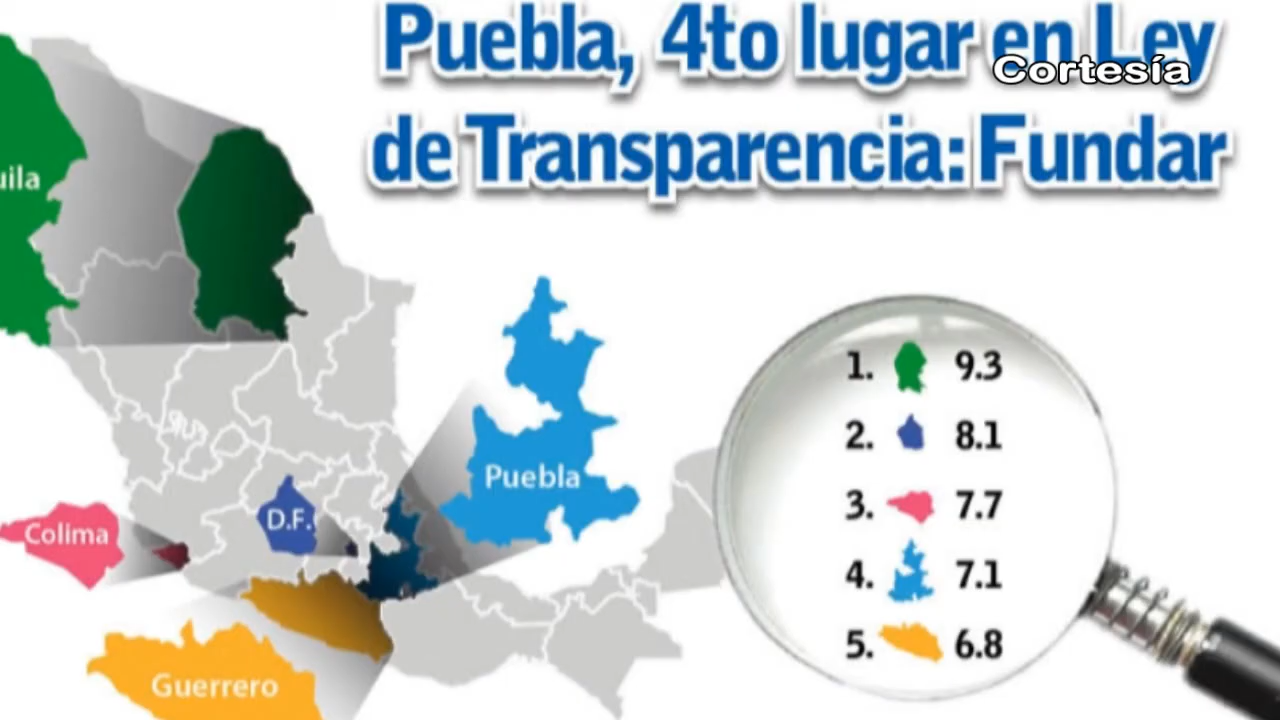 Puebla, 4to lugar en Ley
Cortesía
de Transparencia: Fundar
uila
Puebla
D.F.
Colima
Guerrero
1. 9.3
2. 8.1
3. 7.7
4. 7.1
5. 6.8